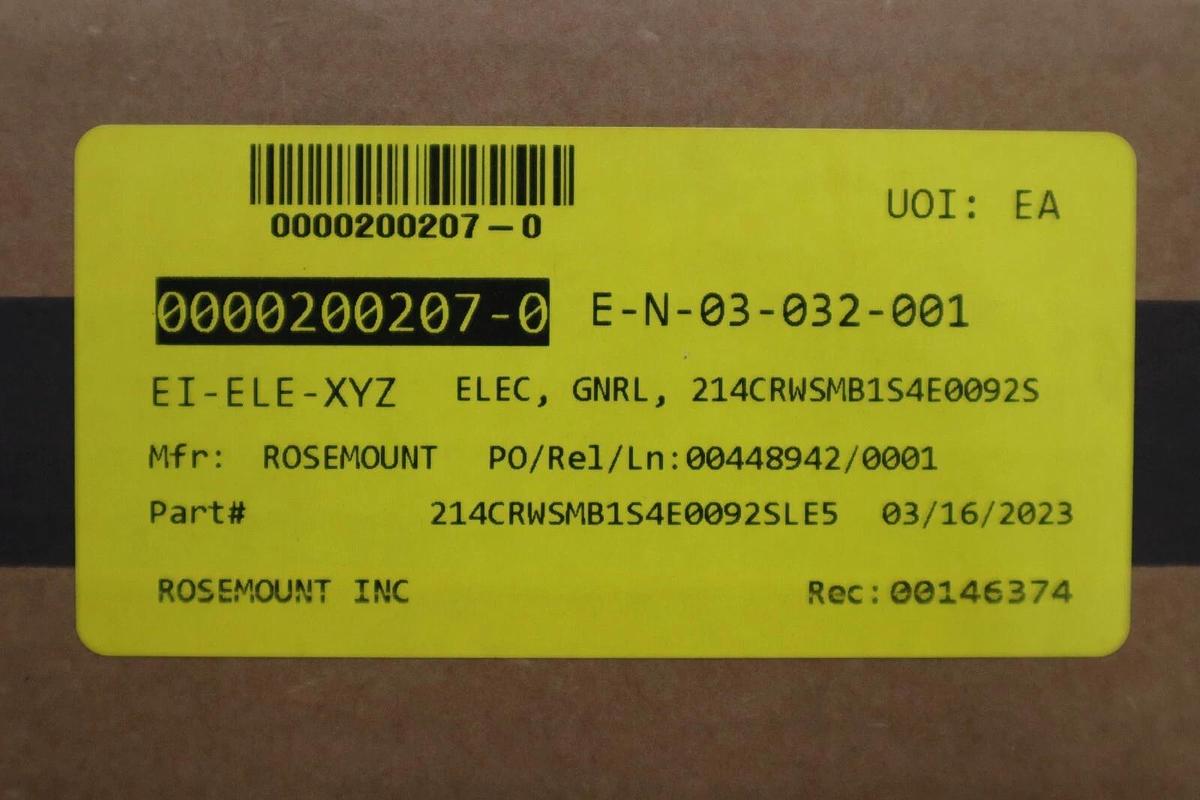 0000200207-0
UOI: EA
0000200207-0 E-N-03-032-001
EI-ELE-XYZ ELEC, GNRL, 214CRWSMB1S4E0092S
Mfr: ROSEMOUNT PO/Rel/Ln:00448942/0001
Part# 214CRWSMB1S4E0092SLE5 03/16/2023
ROSEMOUNT INC Rec:00146374